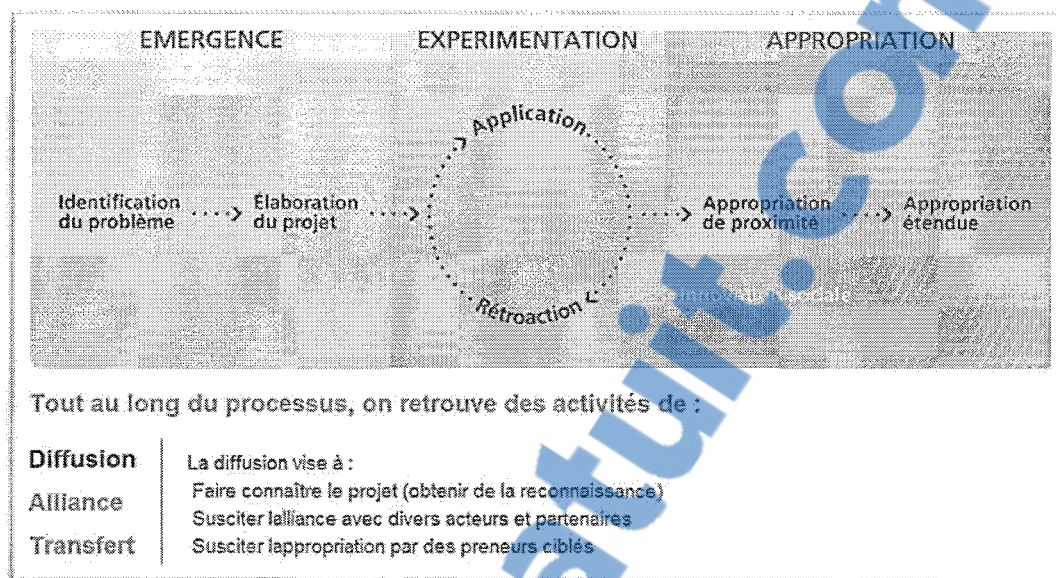 EMERGENCE EXPERIMENTATION APPROPRIATION
Application
Identification
du problème
Élaboration
du projet
Appropriation
de proximité
Appropriation
étendue
Rétroaction
Tout au long du processus, on retrouve des activités de :
Diffusion
Alliance
Transfert
La diffusion vise à :
Faire connaître le projet (obtenir de la reconnaissance)
Susciter lalliance avec divers acteurs et partenaires
Susciter lappropriation par des preneurs ciblés
atuit.com